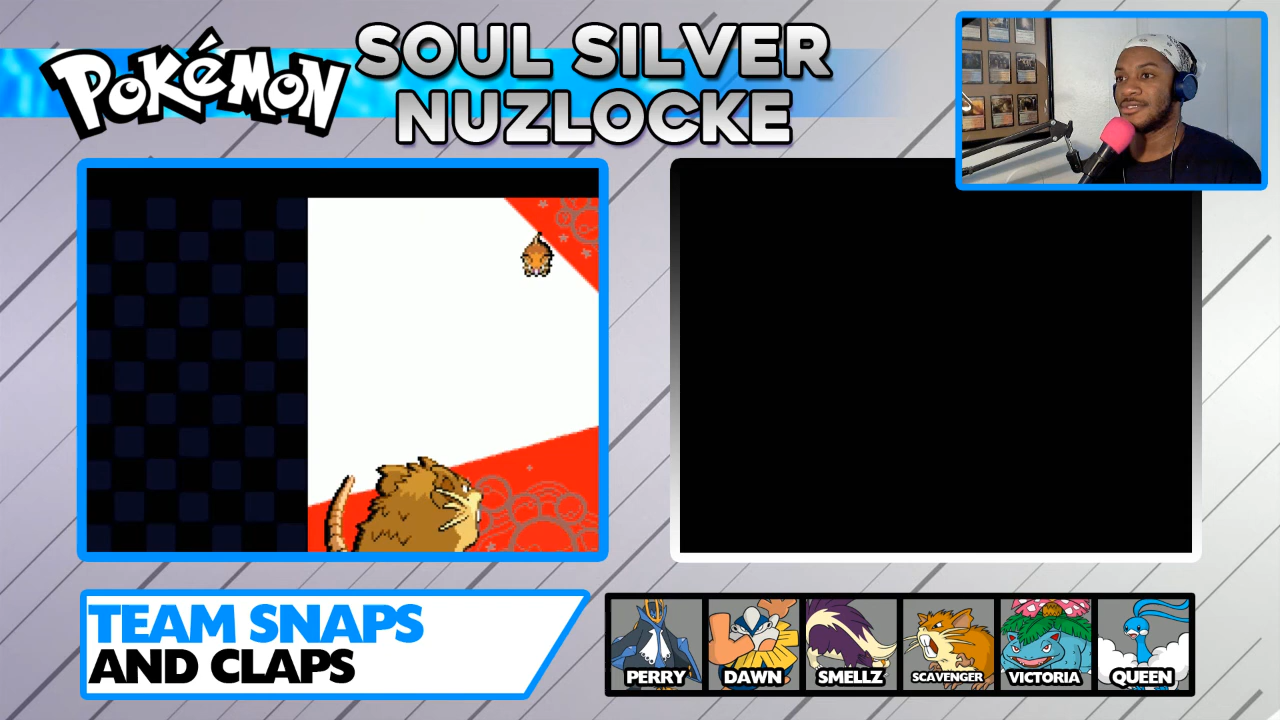 POKéMON
SOUL SILVER
NUZLOCKE
TEAM SNAPS
AND CLAPS
PERRY
DAWN
SMELLZ
SCAVENGER
VICTORIA
QUEEN